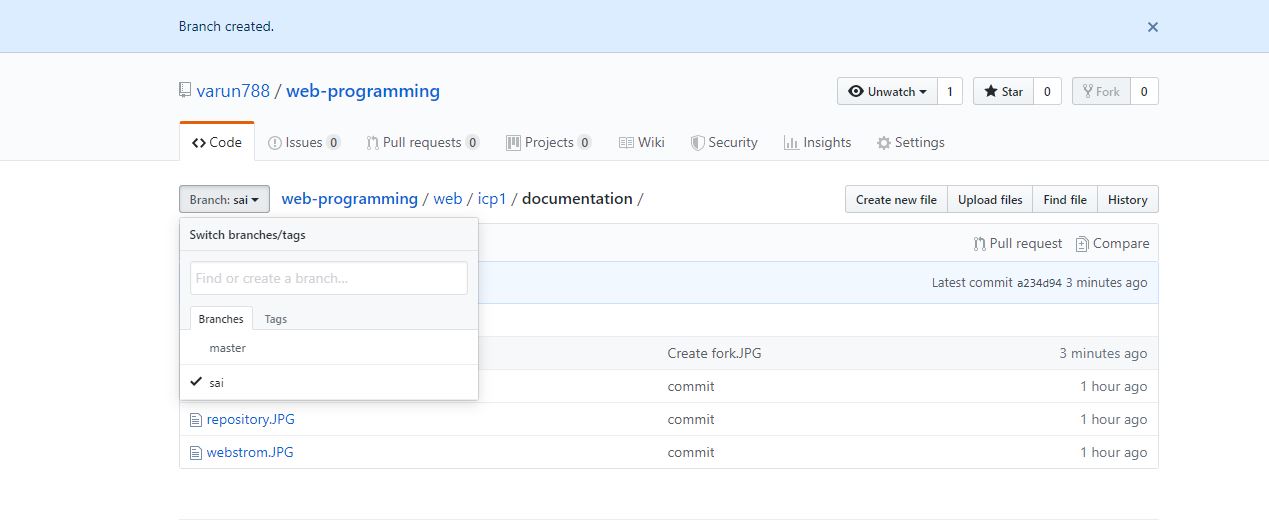 Branch created.
varun788 / web-programming
Unwatch 1 Star 0 Fork 0
Code Issues 0 Pull requests 0 Projects 0 Wiki Security Insights Settings
Branch: sai web-programming / web / icp1 / documentation / Create new file Upload files Find file History
Switch branches/tags
Pull request Compare
Find or create a branch...
Latest commit a234d94 3 minutes ago
Branches Tags
master
Create fork.JPG 3 minutes ago
sai
commit 1 hour ago
repository.JPG commit 1 hour ago
webstrom.JPG commit 1 hour ago